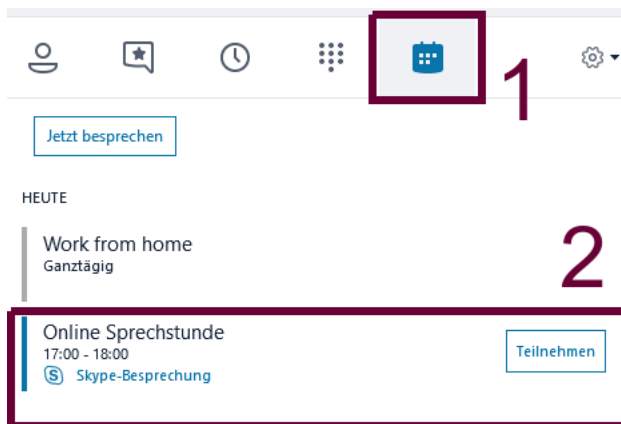 1
Jetzt besprechen
HEUTE
Work from home
Ganztägig
2
Online Sprechstunde
17:00 - 18:00
Teilnehmen
S Skype-Besprechung